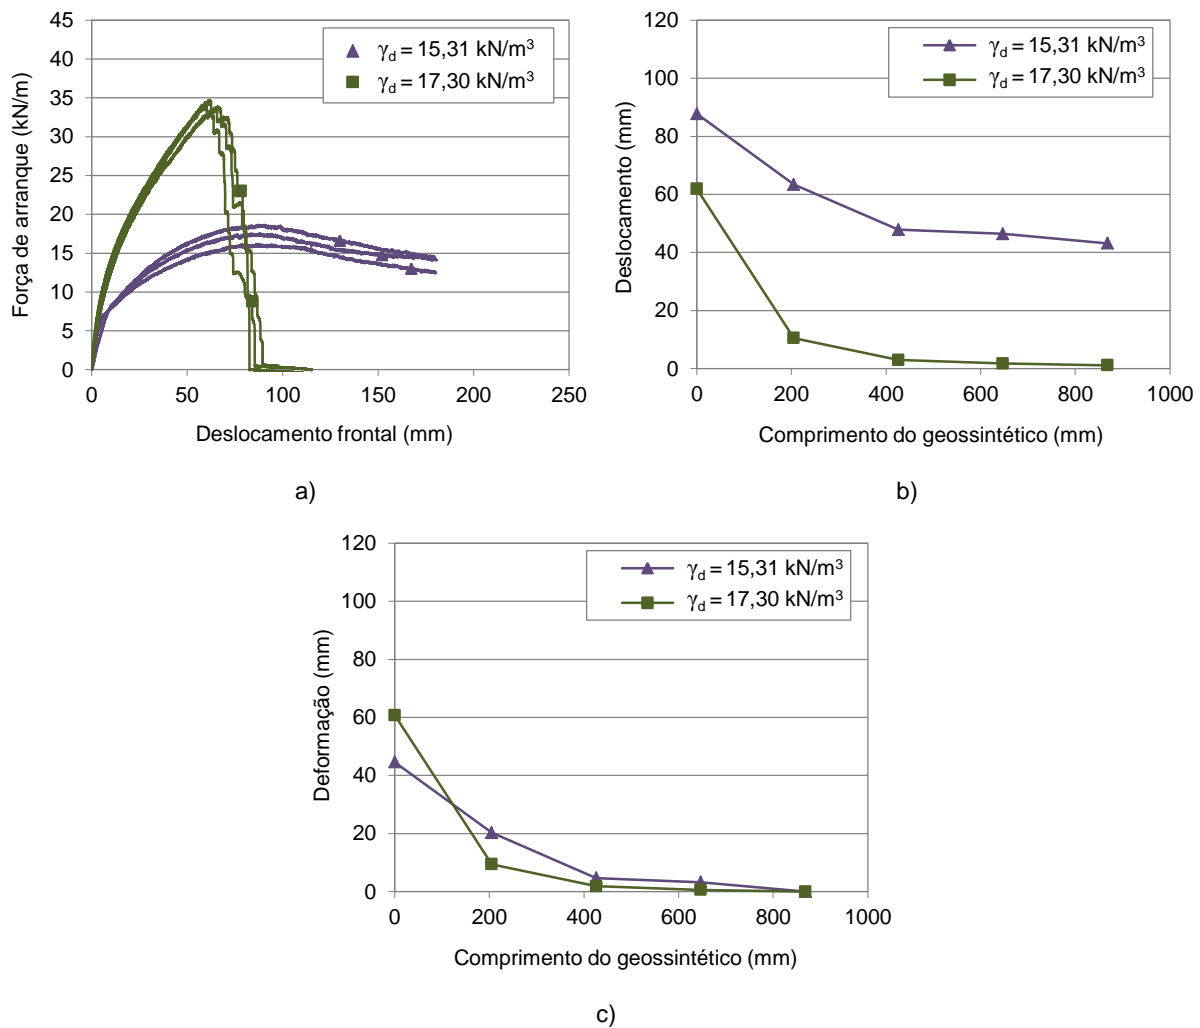 Força de arranque (kN/m)
45
40
35
30
25
20
15
10
5
0
0 50 100 150 200 250
Deslocamento frontal (mm)
γd = 15,31 kN/m³
γd = 17,30 kN/m³
a)
Deslocamento (mm)
120
100
80
60
40
20
0
0 200 400 600 800 1000
Comprimento do geossintético (mm)
γd = 15,31 kN/m³
γd = 17,30 kN/m³
b)
Deformação (mm)
120
100
80
60
40
20
0
0 200 400 600 800 1000
Comprimento do geossintético (mm)
γd = 15,31 kN/m³
γd = 17,30 kN/m³
c)